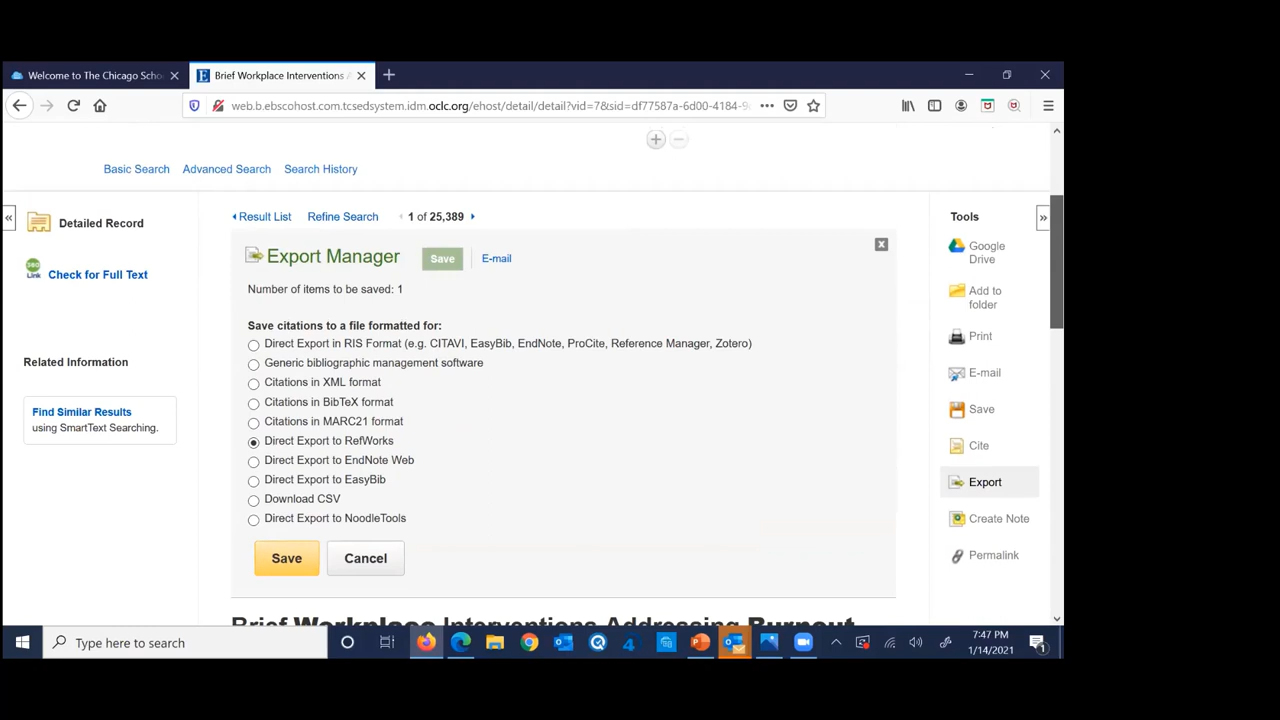 Welcome to The Chicago Scho
Brief Workplace Interventions A
web.b.ebscohost.com.tcsedsystem.idm.oclc.org/ehost/detail/detail?vid=7&sid=df77587a-6d00-4184-9
Basic Search Advanced Search Search History
Detailed Record
Check for Full Text
Related Information
Find Similar Results
using SmartText Searching.
Result List Refine Search 1 of 25,389
Export Manager Save E-mail
Number of items to be saved: 1
Save citations to a file formatted for:
Direct Export in RIS Format (e.g. CITAVI, EasyBib, EndNote, ProCite, Reference Manager, Zotero)
Generic bibliographic management software
Citations in XML format
Citations in BibTeX format
Citations in MARC21 format
Direct Export to RefWorks
Direct Export to EndNote Web
Direct Export to EasyBib
Download CSV
Direct Export to NoodleTools
Save Cancel
Brief Workplace Interventions Addressing Burnout
Tools
Google
Drive
Add to
folder
Print
E-mail
Save
Cite
Export
Create Note
Permalink
Type here to search
7:47 PM
1/14/2021
1